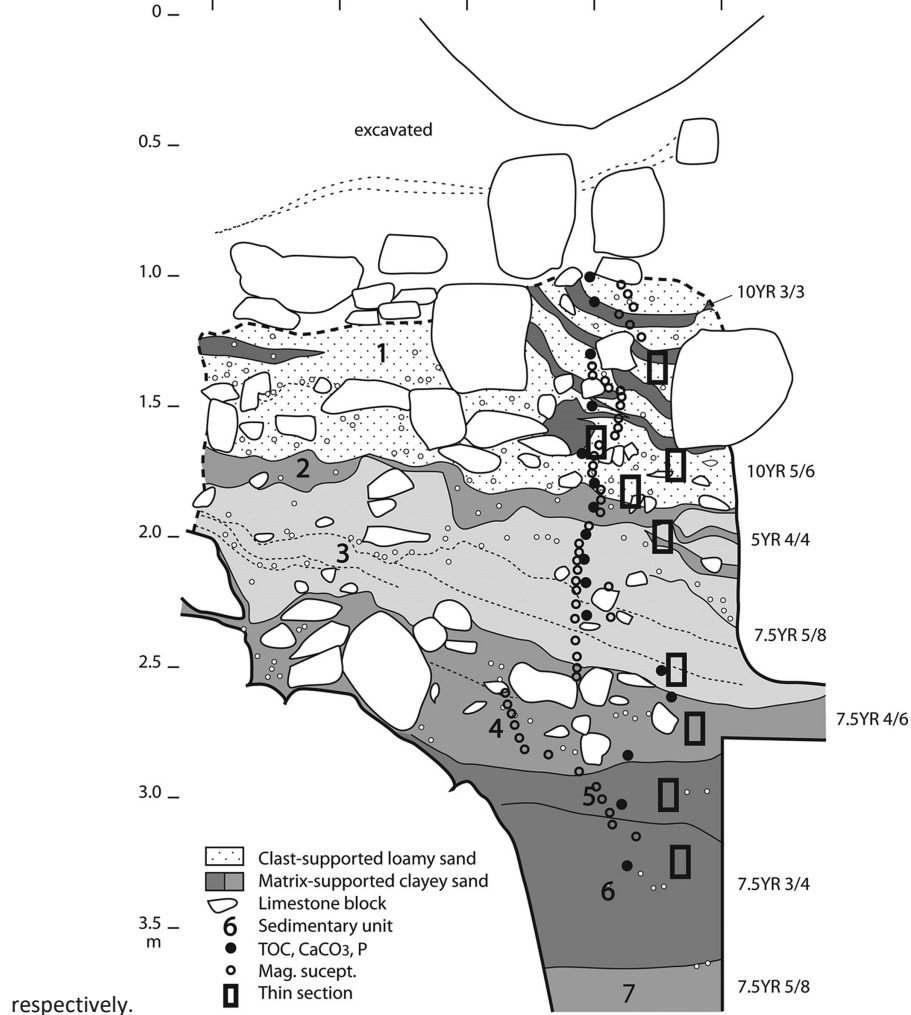 0
excavated
0.5
1.0
10YR 3/3
1
1.5
2
10YR 5/6
2.0
5YR 4/4
3
7.5YR 5/8
2.5
7.5YR 4/6
4
3.0
5
Clast-supported loamy sand
Matrix-supported clayey sand
Limestone block
6 Sedimentary unit
TOC, CaCO3, P
Mag. sucept.
Thin section
6
7.5YR 3/4
3.5
m
7
7.5YR 5/8
respectively.